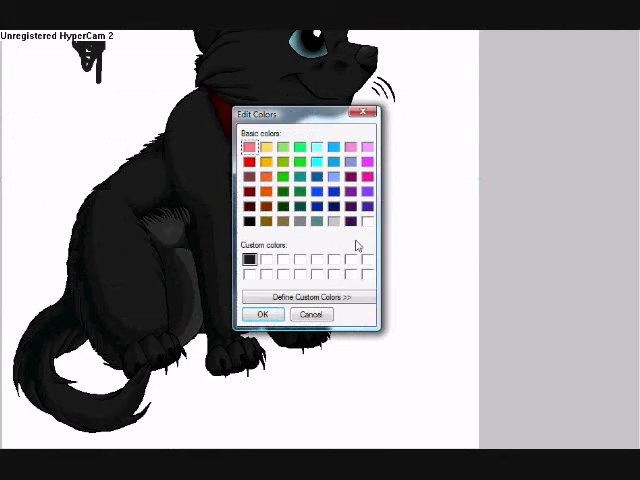 Unregistered HyperCam 2
Edit Colors
Basic colors:
Custom colors:
Define Custom Colors >>
OK
Cancel